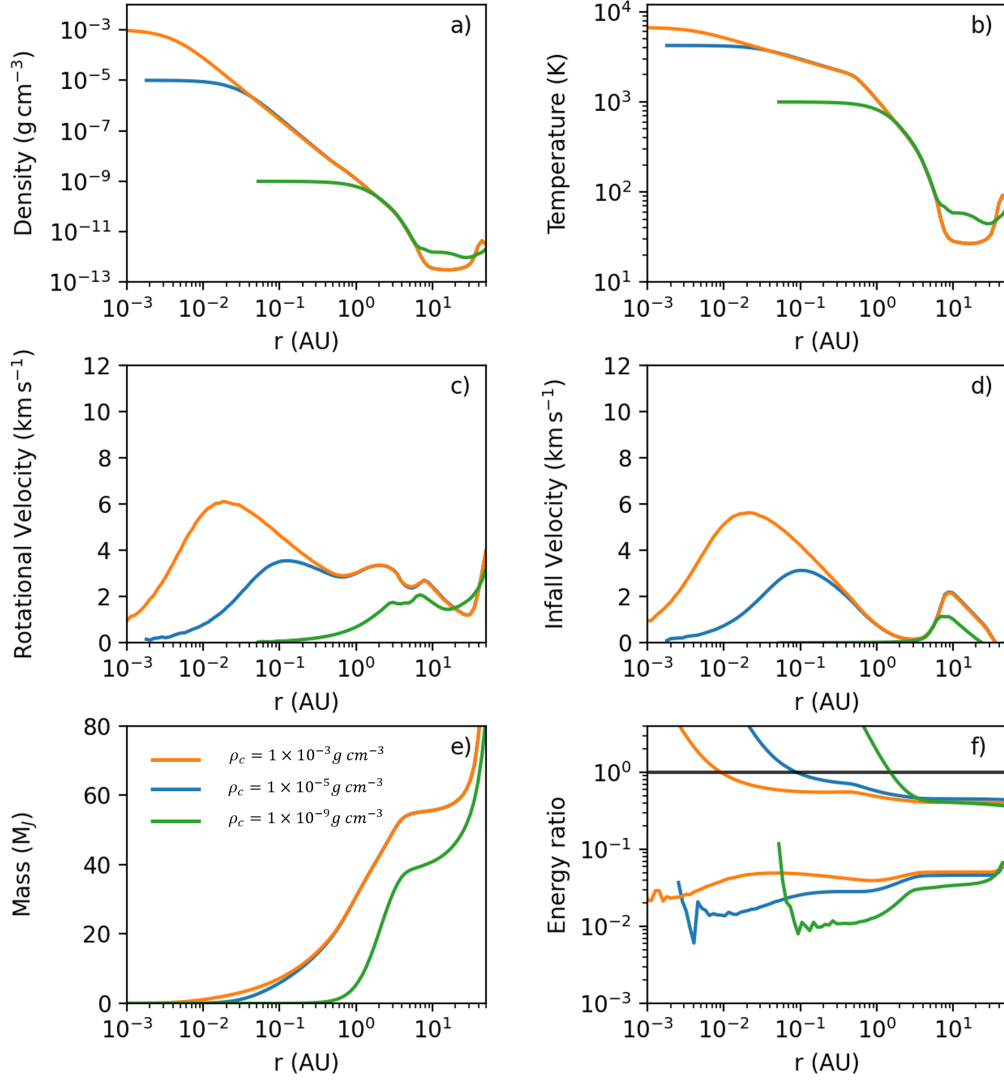 a)
Density (g cm⁻³)
10⁻³
10⁻⁵
10⁻⁷
10⁻⁹
10⁻¹¹
10⁻¹³
10⁻³ 10⁻² 10⁻¹ 10⁰ 10¹
r (AU)
b)
Temperature (K)
10⁴
10³
10²
10¹
10⁻³ 10⁻² 10⁻¹ 10⁰ 10¹
r (AU)
c)
Rotational Velocity (km s⁻¹)
12
10
8
6
4
2
0
10⁻³ 10⁻² 10⁻¹ 10⁰ 10¹
r (AU)
d)
Infall Velocity (km s⁻¹)
12
10
8
6
4
2
0
10⁻³ 10⁻² 10⁻¹ 10⁰ 10¹
r (AU)
e)
Mass (M_J)
80
60
40
20
0
ρ_c = 1 × 10⁻³g cm⁻³
ρ_c = 1 × 10⁻⁵g cm⁻³
ρ_c = 1 × 10⁻⁹g cm⁻³
10⁻³ 10⁻² 10⁻¹ 10⁰ 10¹
r (AU)
f)
Energy ratio
10⁰
10⁻¹
10⁻²
10⁻³
10⁻³ 10⁻² 10⁻¹ 10⁰ 10¹
r (AU)